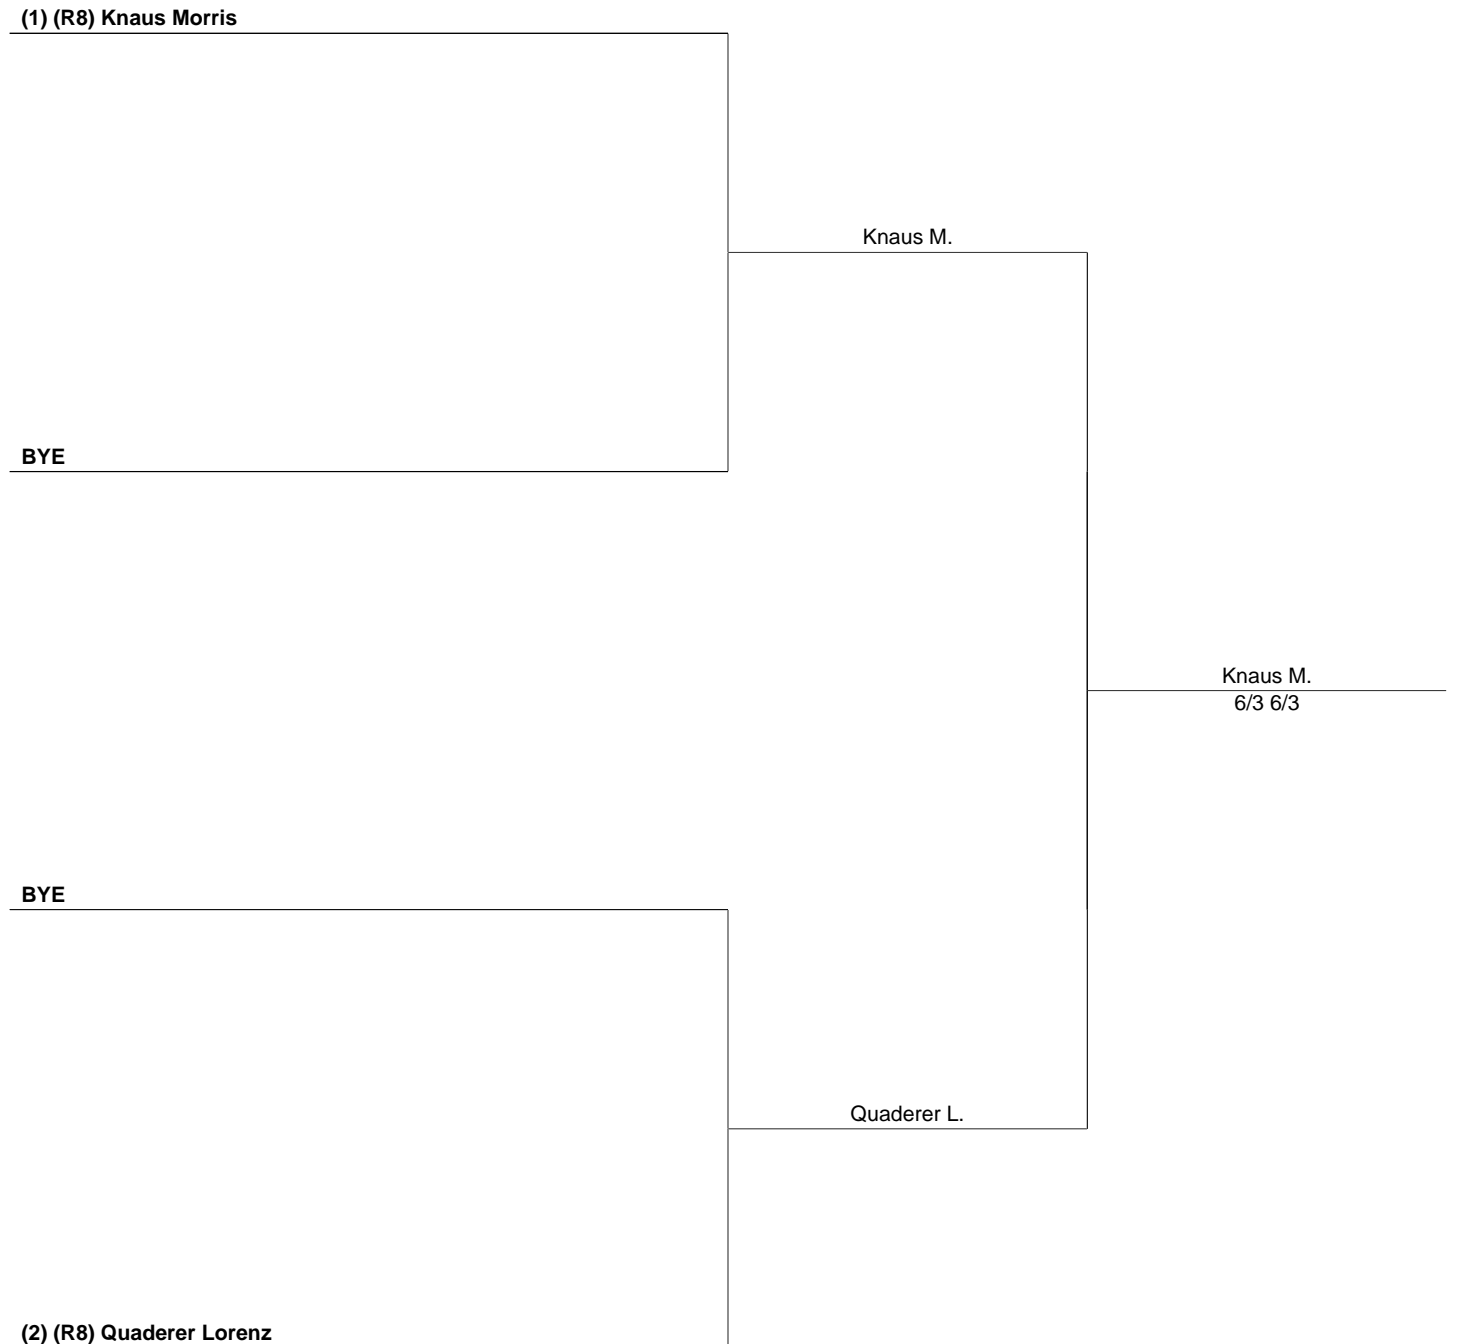 (1) (R8) Knaus Morris
Knaus M.
BYE
Knaus M.
6/3 6/3
BYE
Quaderer L.
(2) (R8) Quaderer Lorenz